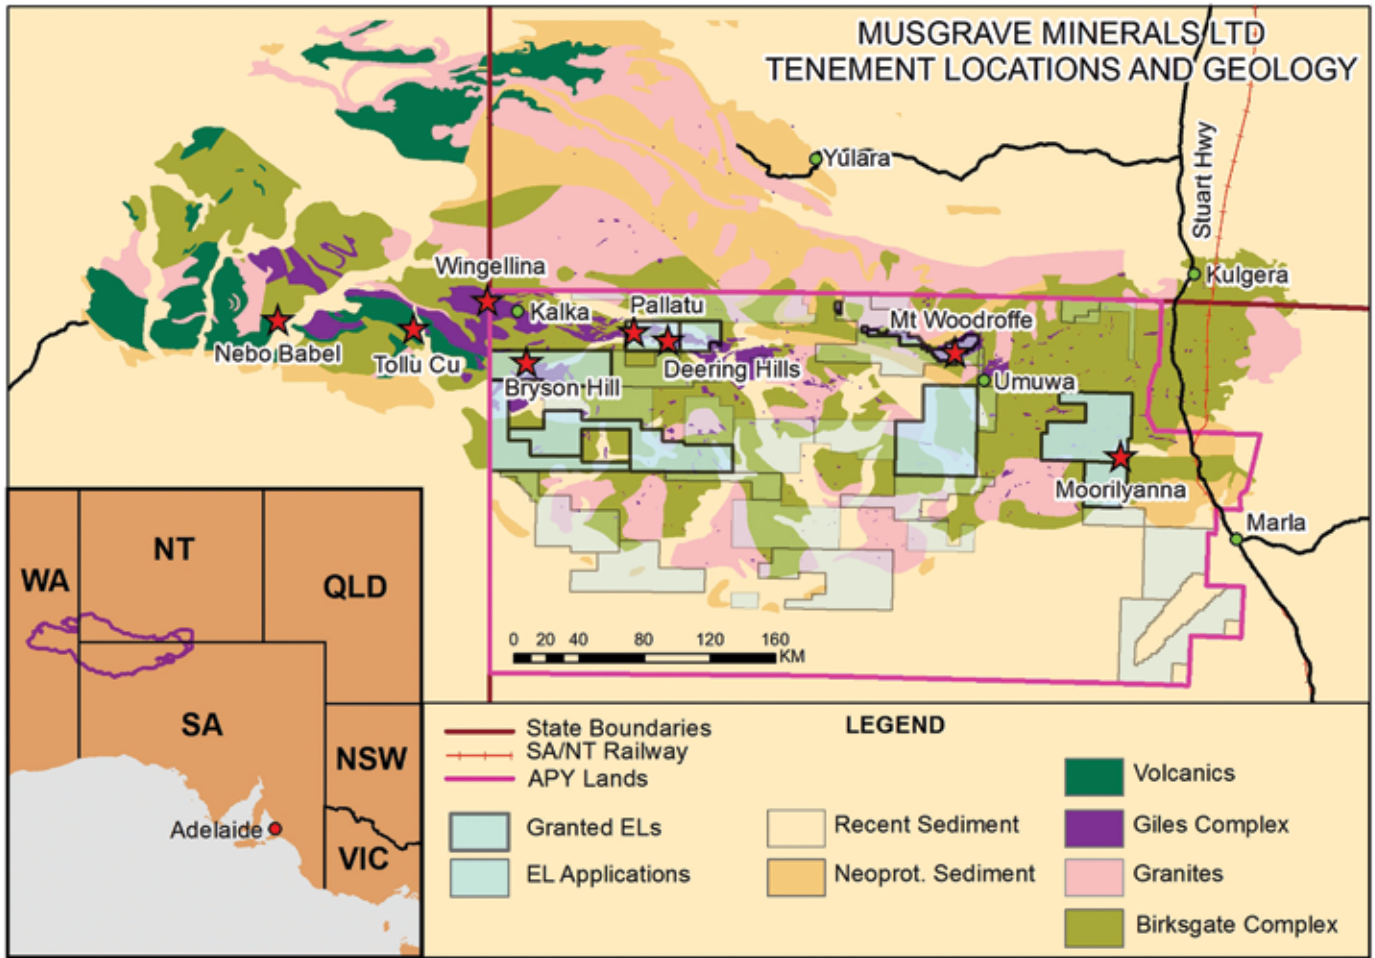 MUSGRAVE MINERALS LTD
TENEMENT LOCATIONS AND GEOLOGY
Stuart Hwy
Yulara
Kulgera
Wingellina
Kalka
Pallatu
Mt Woodroffe
Nebo Babel
Tollu Cu
Bryson Hill
Deering Hills
Umuwa
Moorilyanna
Marla
0 20 40 80 120 160
KM
WA
NT
QLD
SA
NSW
VIC
Adelaide
LEGEND
State Boundaries
SA/NT Railway
APY Lands
Granted ELs
EL Applications
Recent Sediment
Neoprot. Sediment
Volcanics
Giles Complex
Granites
Birksgate Complex